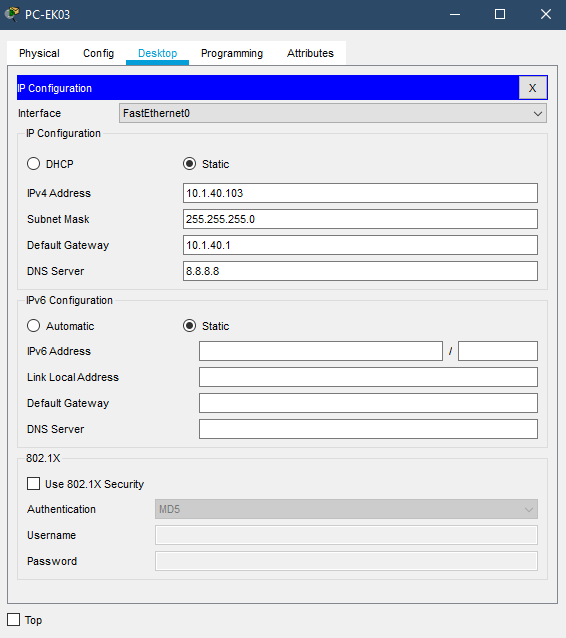 PC-EK03
Physical Config Desktop Programming Attributes
IP Configuration X
Interface FastEthernet0
IP Configuration
DHCP Static
IPv4 Address 10.1.40.103
Subnet Mask 255.255.255.0
Default Gateway 10.1.40.1
DNS Server 8.8.8.8
IPv6 Configuration
Automatic Static
IPv6 Address /
Link Local Address
Default Gateway
DNS Server
802.1X
Use 802.1X Security
Authentication MD5
Username
Password
Top